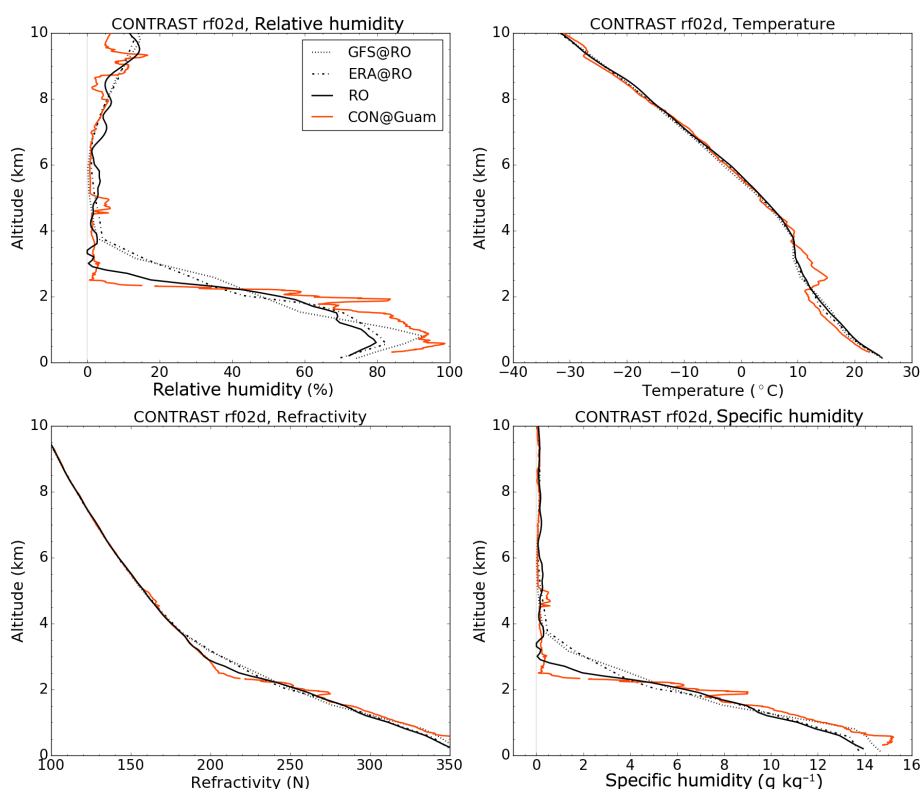 CONTRAST rf02d, Relative humidity
10
8
6
4
2
0
Altitude (km)
GFS@RO
ERA@RO
RO
CON@Guam
0 20 40 60 80 100
Relative humidity (%)
CONTRAST rf02d, Temperature
10
8
6
4
2
0
Altitude (km)
−40 −30 −20 −10 0 10 20 30
Temperature (°C)
CONTRAST rf02d, Refractivity
10
8
6
4
2
0
Altitude (km)
100 150 200 250 300 350
Refractivity (N)
CONTRAST rf02d, Specific humidity
10
8
6
4
2
0
Altitude (km)
0 2 4 6 8 10 12 14 16
Specific humidity (g kg⁻¹)